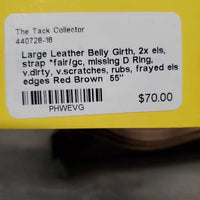 The Tack Collector
440728-18
Large Leather Belly Girth, 2x els,
strap *fair/gc, missing D Ring,
v.dirty, v.scratches, rubs, frayed els
edges Red Brown 55"
$70.00
PHWEVG